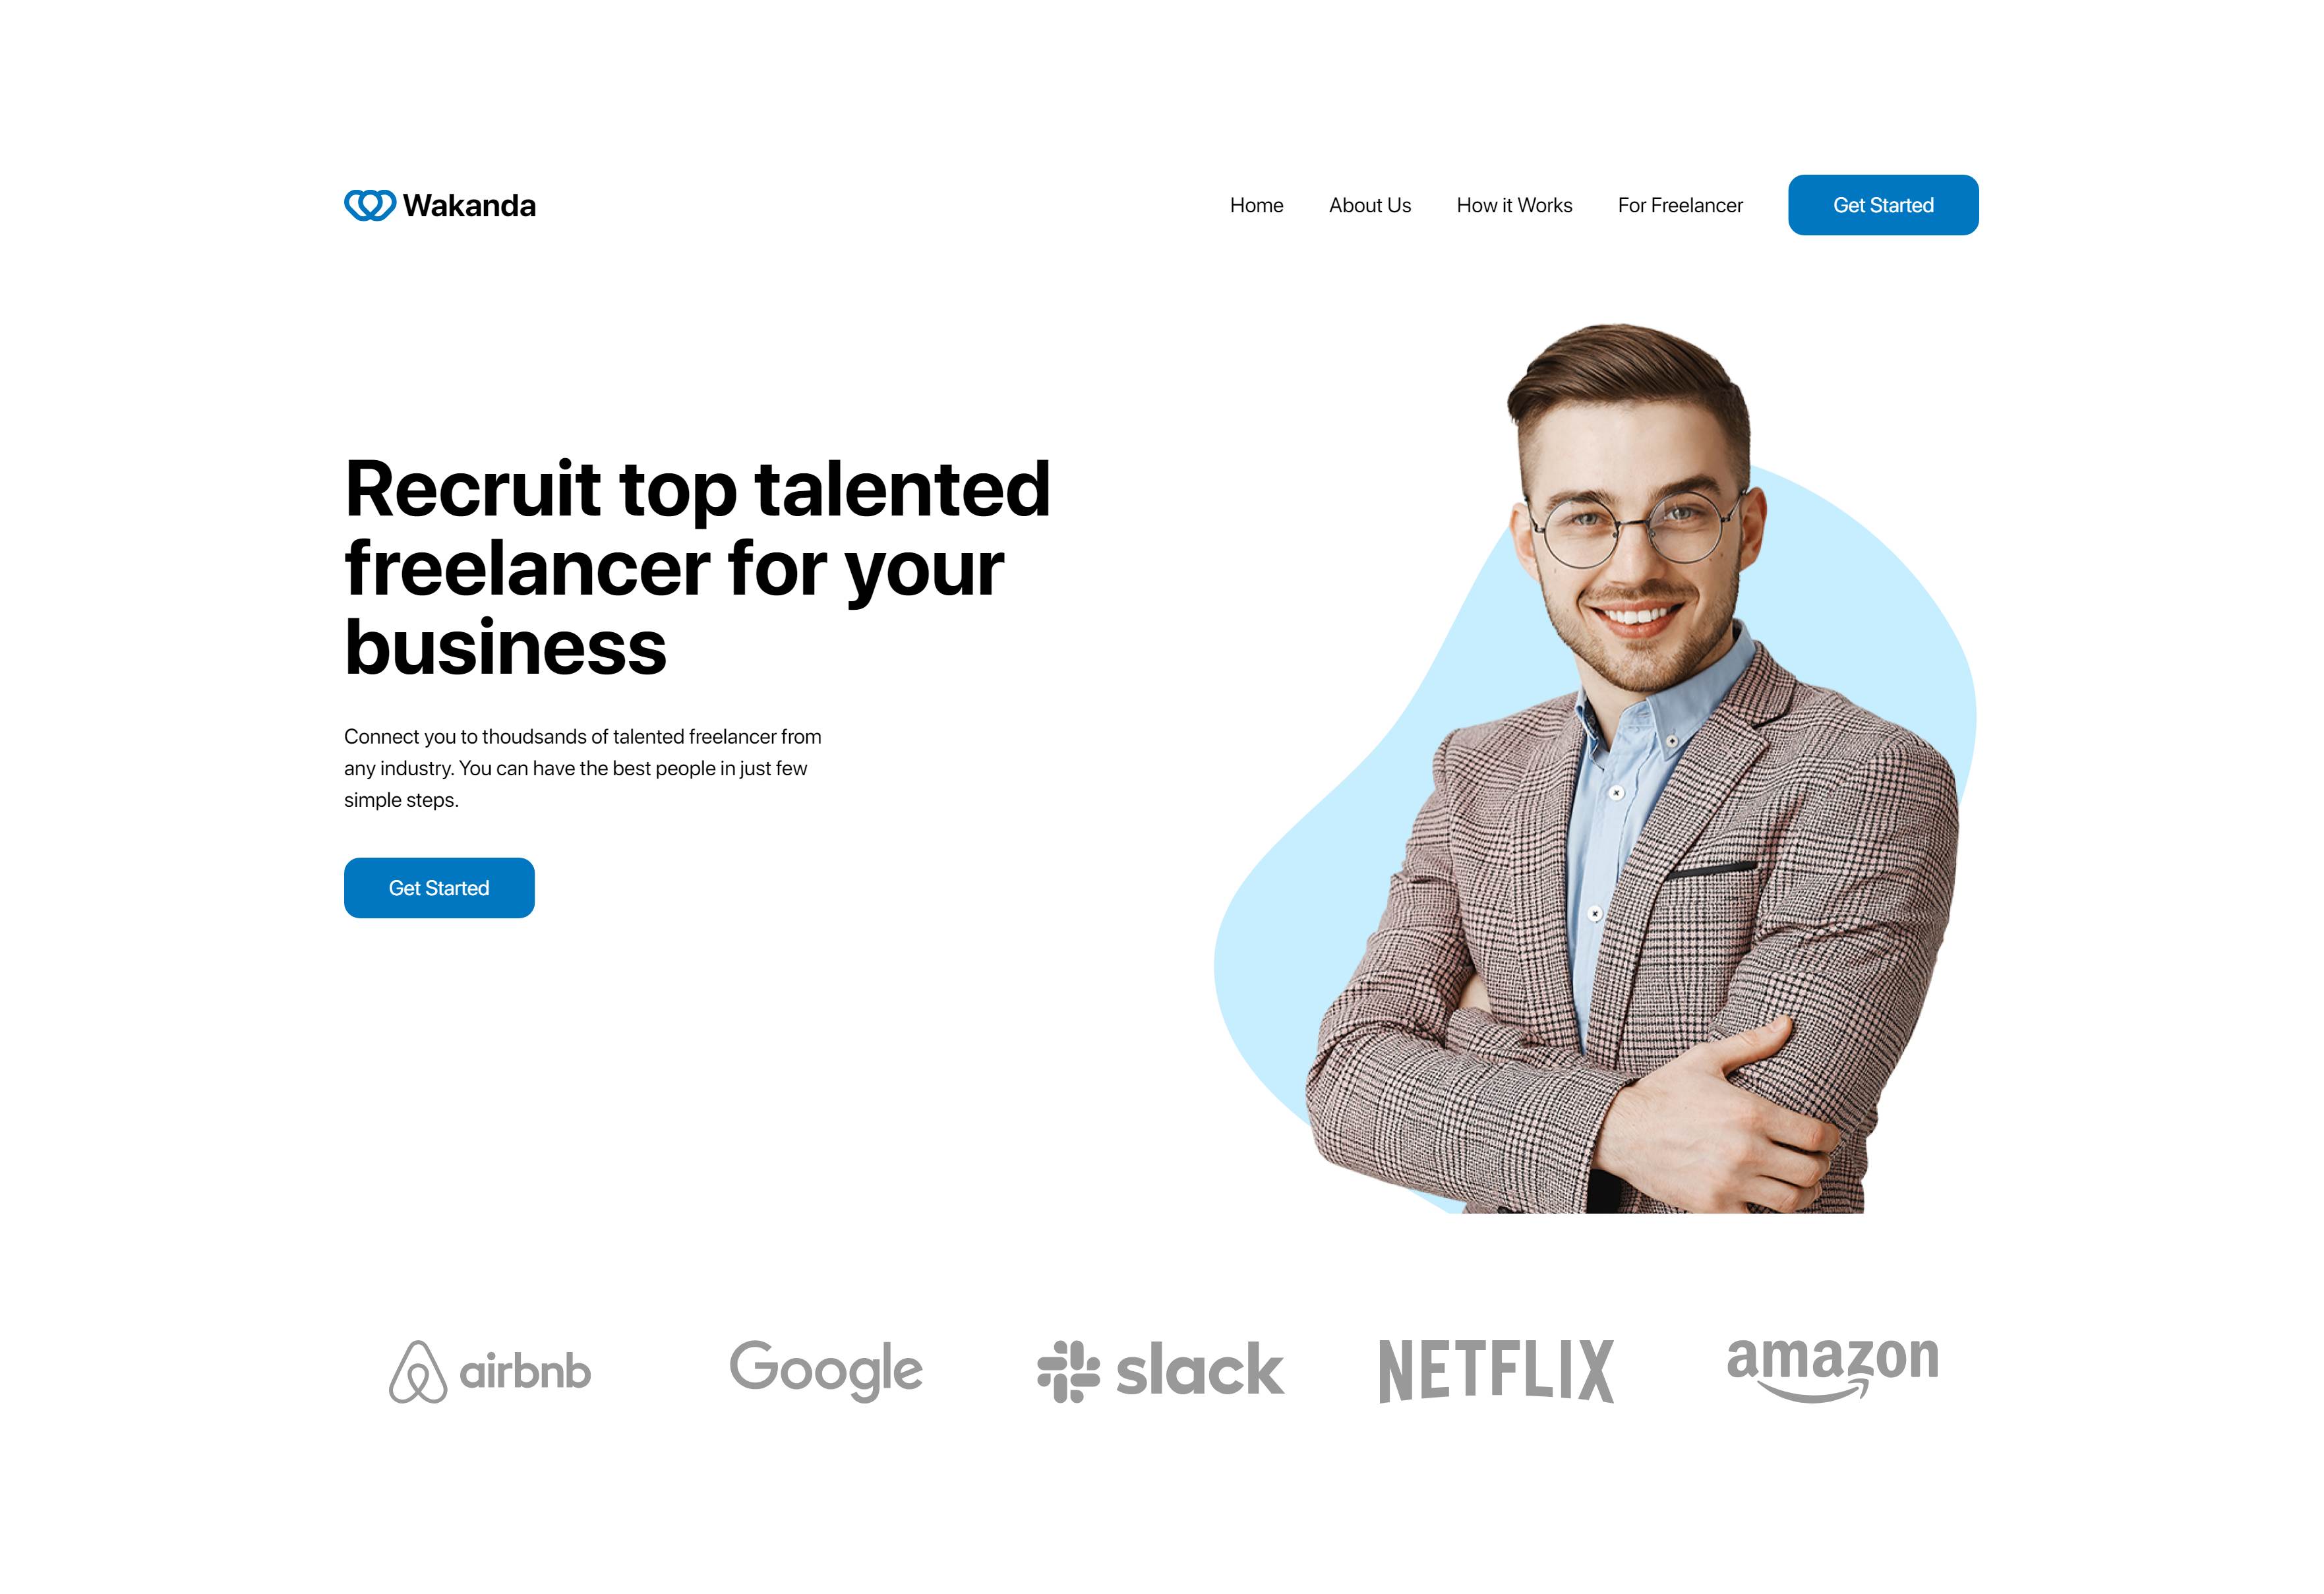 Wakanda
Home
About Us
How it Works
For Freelancer
Get Started
Recruit top talented
freelancer for your
business
Connect you to thoudsands of talented freelancer from
any industry. You can have the best people in just few
simple steps.
Get Started
airbnb
Google
slack
NETFLIX
amazon